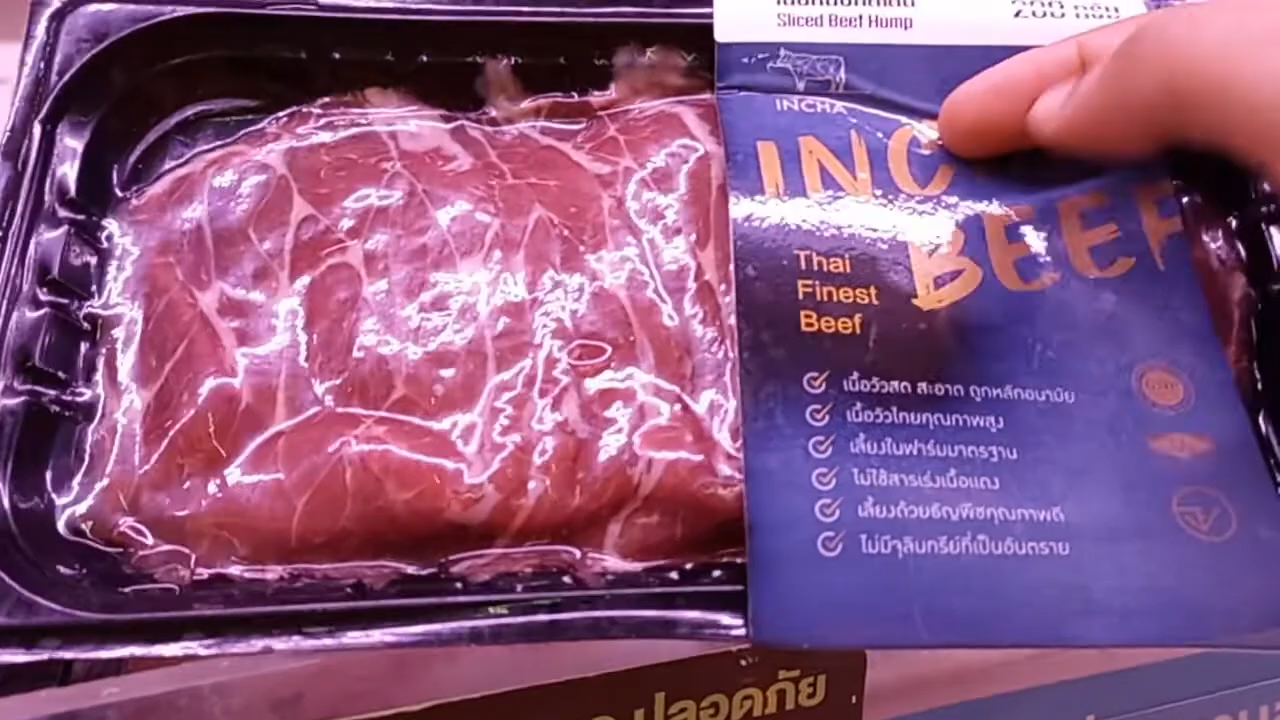 Sliced Beef Hump
200 กรัม
INCHA
INC
BEEF
Thai
Finest
Beef
เนื้อวัวสด สะอาด ถูกหลักอนามัย
เนื้อวัวไทยคุณภาพสูง
เลี้ยงในฟาร์มมาตรฐาน
ไม่ใช้สารเร่งเนื้อแดง
เลี้ยงด้วยธัญพืชคุณภาพดี
ไม่มีจุลินทรีย์ที่เป็นอันตราย
ปลอดภัย